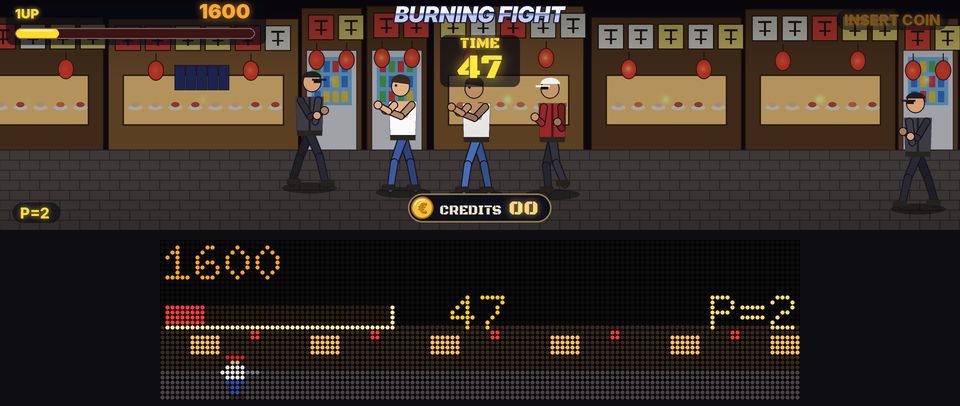 1UP
1600
BURNING FIGHT
INSERT COIN
TIME
47
P=2
CREDITS 00
1600
47
P=2